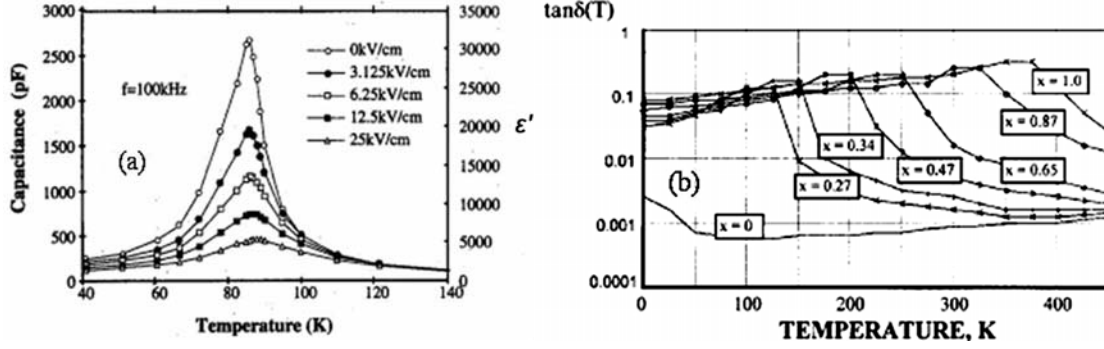 3000
2500
2000
1500
1000
500
0
Capacitance (pF)
f=100kHz
(a)
0kV/cm
3.125kV/cm
6.25kV/cm
12.5kV/cm
25kV/cm
35000
30000
25000
20000
15000
10000
5000
0
ε'
40 60 80 100 120 140
Temperature (K)
tanδ(T)
1
0.1
0.01
0.001
0.0001
(b)
x = 1.0
x = 0.87
x = 0.34
x = 0.47
x = 0.65
x = 0.27
x = 0
0 100 200 300 400
TEMPERATURE, K